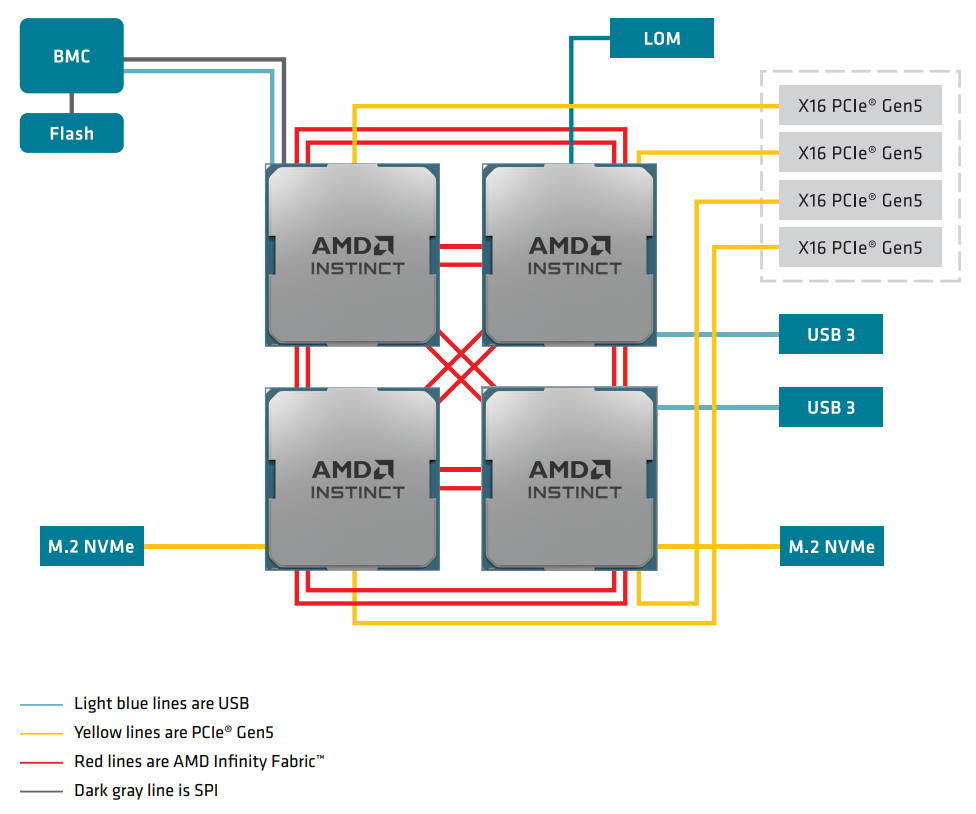 BMC
LOM
Flash
X16 PCIe® Gen5
X16 PCIe® Gen5
X16 PCIe® Gen5
X16 PCIe® Gen5
AMD
INSTINCT
AMD
INSTINCT
USB 3
USB 3
AMD
INSTINCT
AMD
INSTINCT
M.2 NVMe
M.2 NVMe
Light blue lines are USB
Yellow lines are PCIe® Gen5
Red lines are AMD Infinity Fabric™
Dark gray line is SPI